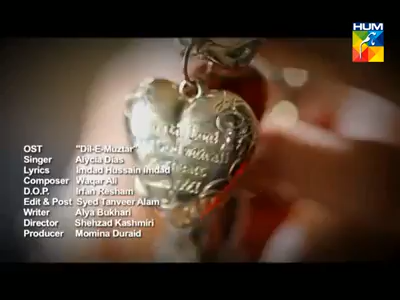 HUM
OST "Dil-E-Muztar"
Singer Alycia Dias
Lyrics Imdad Hussain Imdad
Composer Waqar Ali
D.O.P. Irfan Resham
Edit & Post Syed Tanveer Alam
Writer Alya Bukhari
Director Shehzad Kashmiri
Producer Momina Duraid